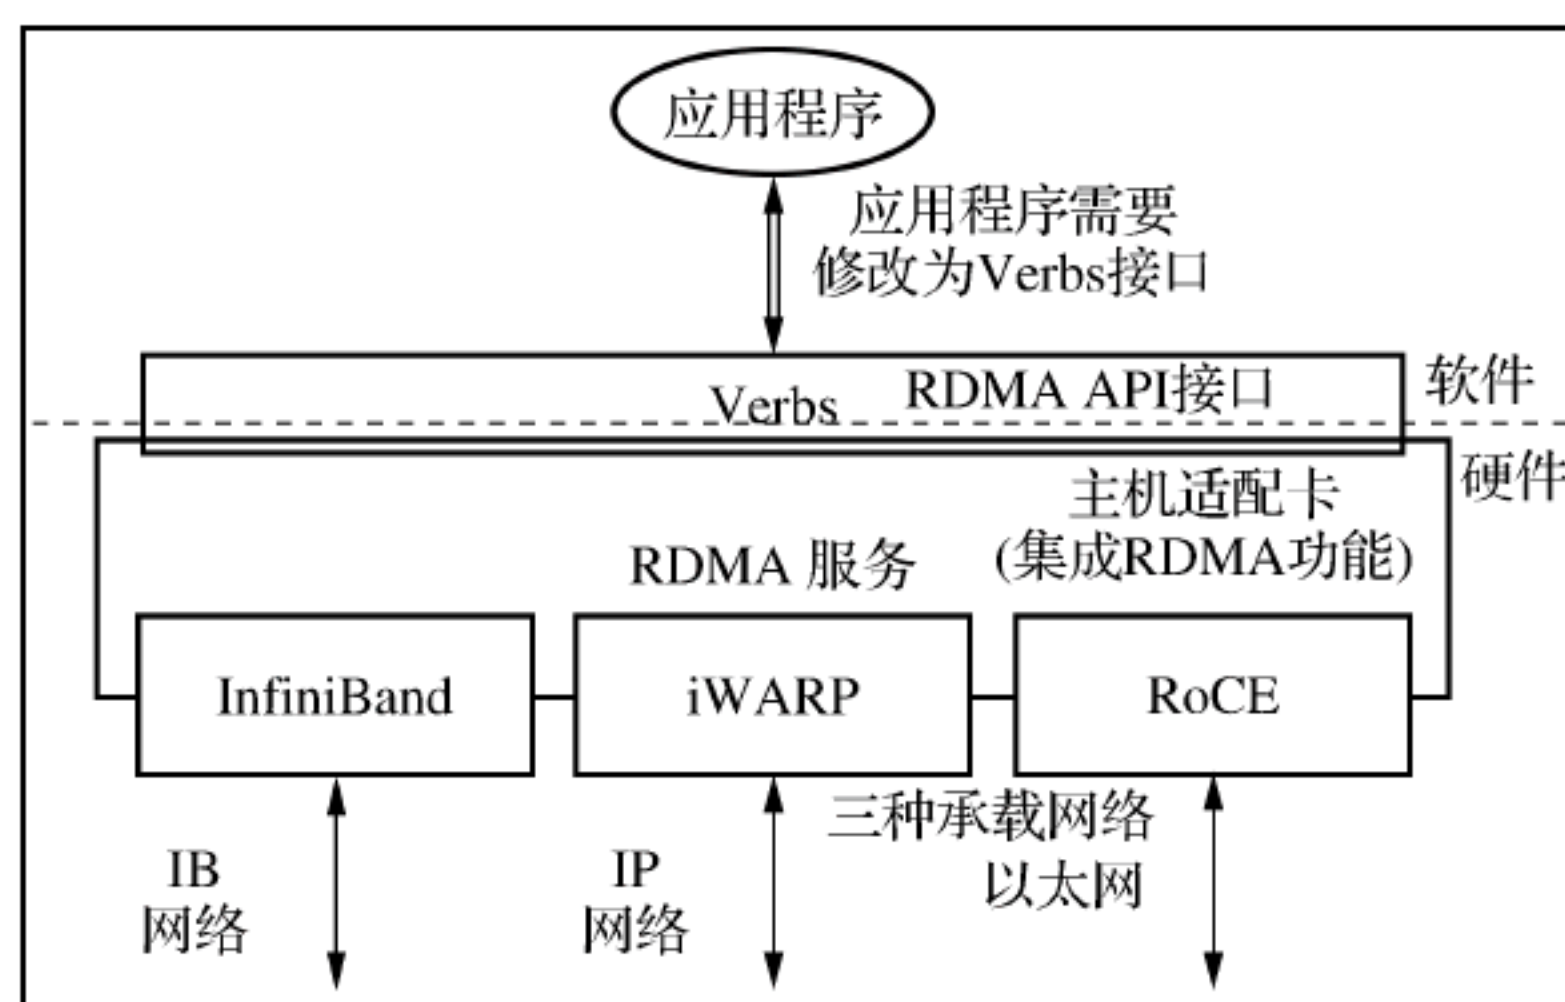 应用程序
应用程序需要
修改为Verbs接口
Verbs
RDMA API接口
软件
硬件
主机适配卡
(集成RDMA功能)
RDMA 服务
InfiniBand
iWARP
RoCE
三种承载网络
IB
网络
IP
网络
以太网